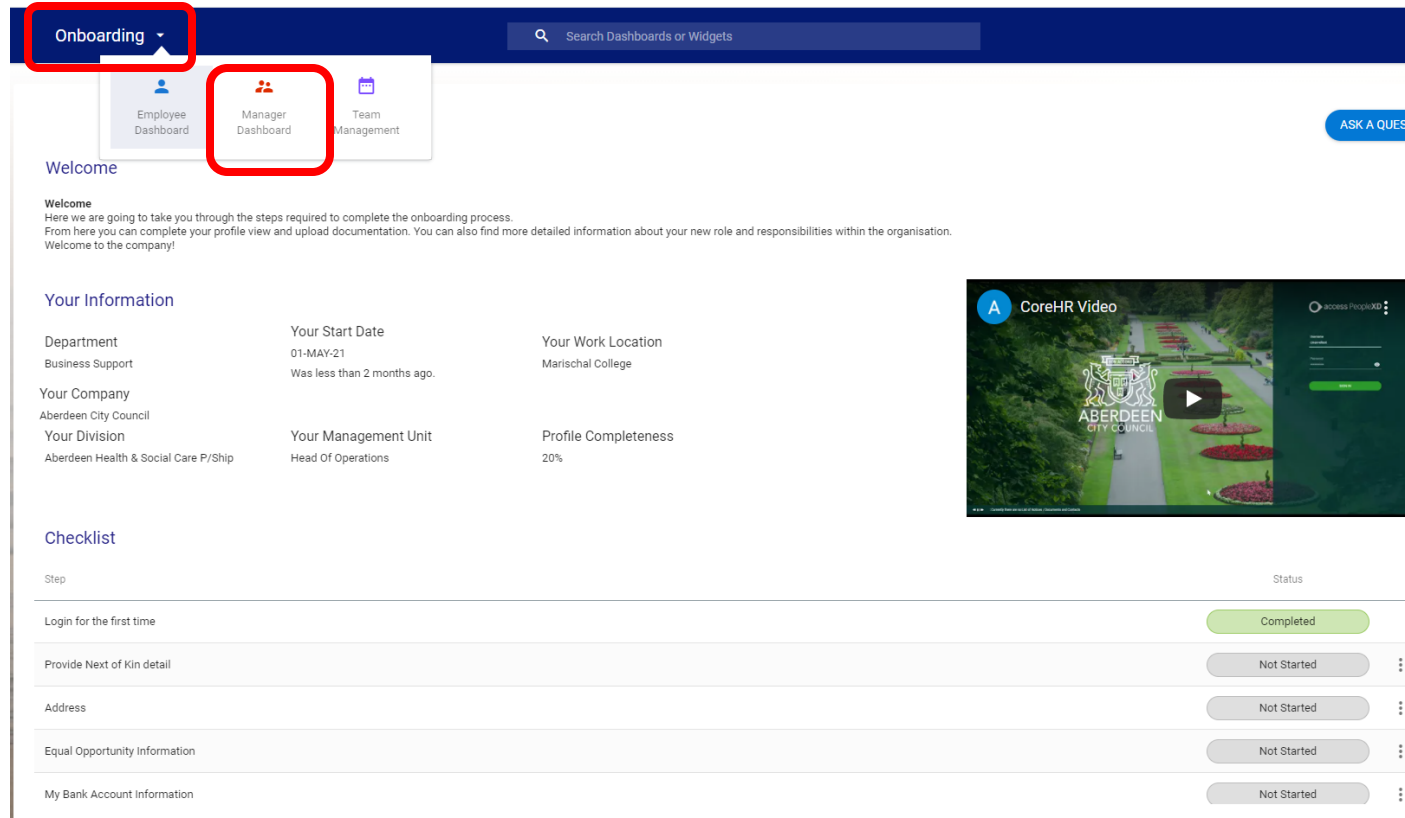 Onboarding
Search Dashboards or Widgets
Employee
Dashboard
Manager
Dashboard
Team
Management
ASK A QUES
Welcome
Welcome
Here we are going to take you through the steps required to complete the onboarding process.
From here you can complete your profile view and upload documentation. You can also find more detailed information about your new role and responsibilities within the organisation.
Welcome to the company!
Your Information
Department
Business Support
Your Start Date
01-MAY-21
Was less than 2 months ago.
Your Work Location
Marischal College
Your Company
Aberdeen City Council
Your Division
Aberdeen Health & Social Care P/Ship
Your Management Unit
Head Of Operations
Profile Completeness
20%
A
CoreHR Video
access PeopleXD
ABERDEEN
CITY COUNCIL
Checklist
Step
Status
Login for the first time
Completed
Provide Next of Kin detail
Not Started
Address
Not Started
Equal Opportunity Information
Not Started
My Bank Account Information
Not Started